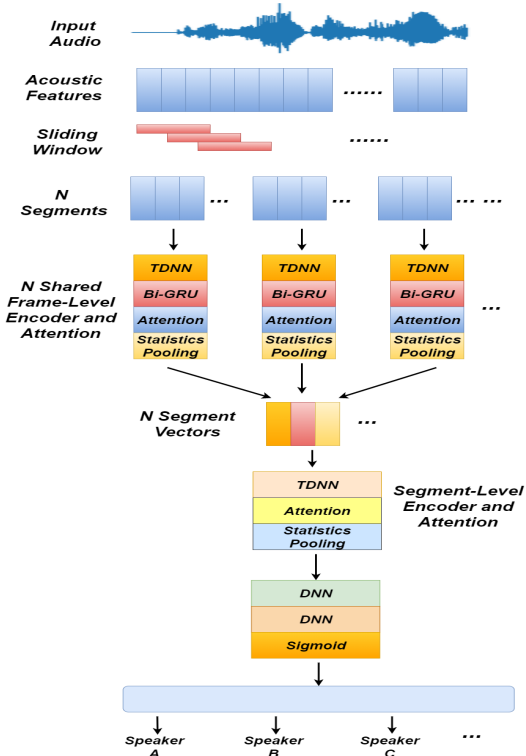 Input
Audio
Acoustic
Features
......
Sliding
Window
......
N
Segments
...
...
... ...
N Shared
Frame-Level
Encoder and
Attention
TDNN
Bi-GRU
Attention
Statistics
Pooling
TDNN
Bi-GRU
Attention
Statistics
Pooling
TDNN
Bi-GRU
Attention
Statistics
Pooling
...
N Segment
Vectors
...
TDNN
Attention
Statistics
Pooling
Segment-Level
Encoder and
Attention
DNN
DNN
Sigmoid
Speaker
A
Speaker
B
Speaker
C
...